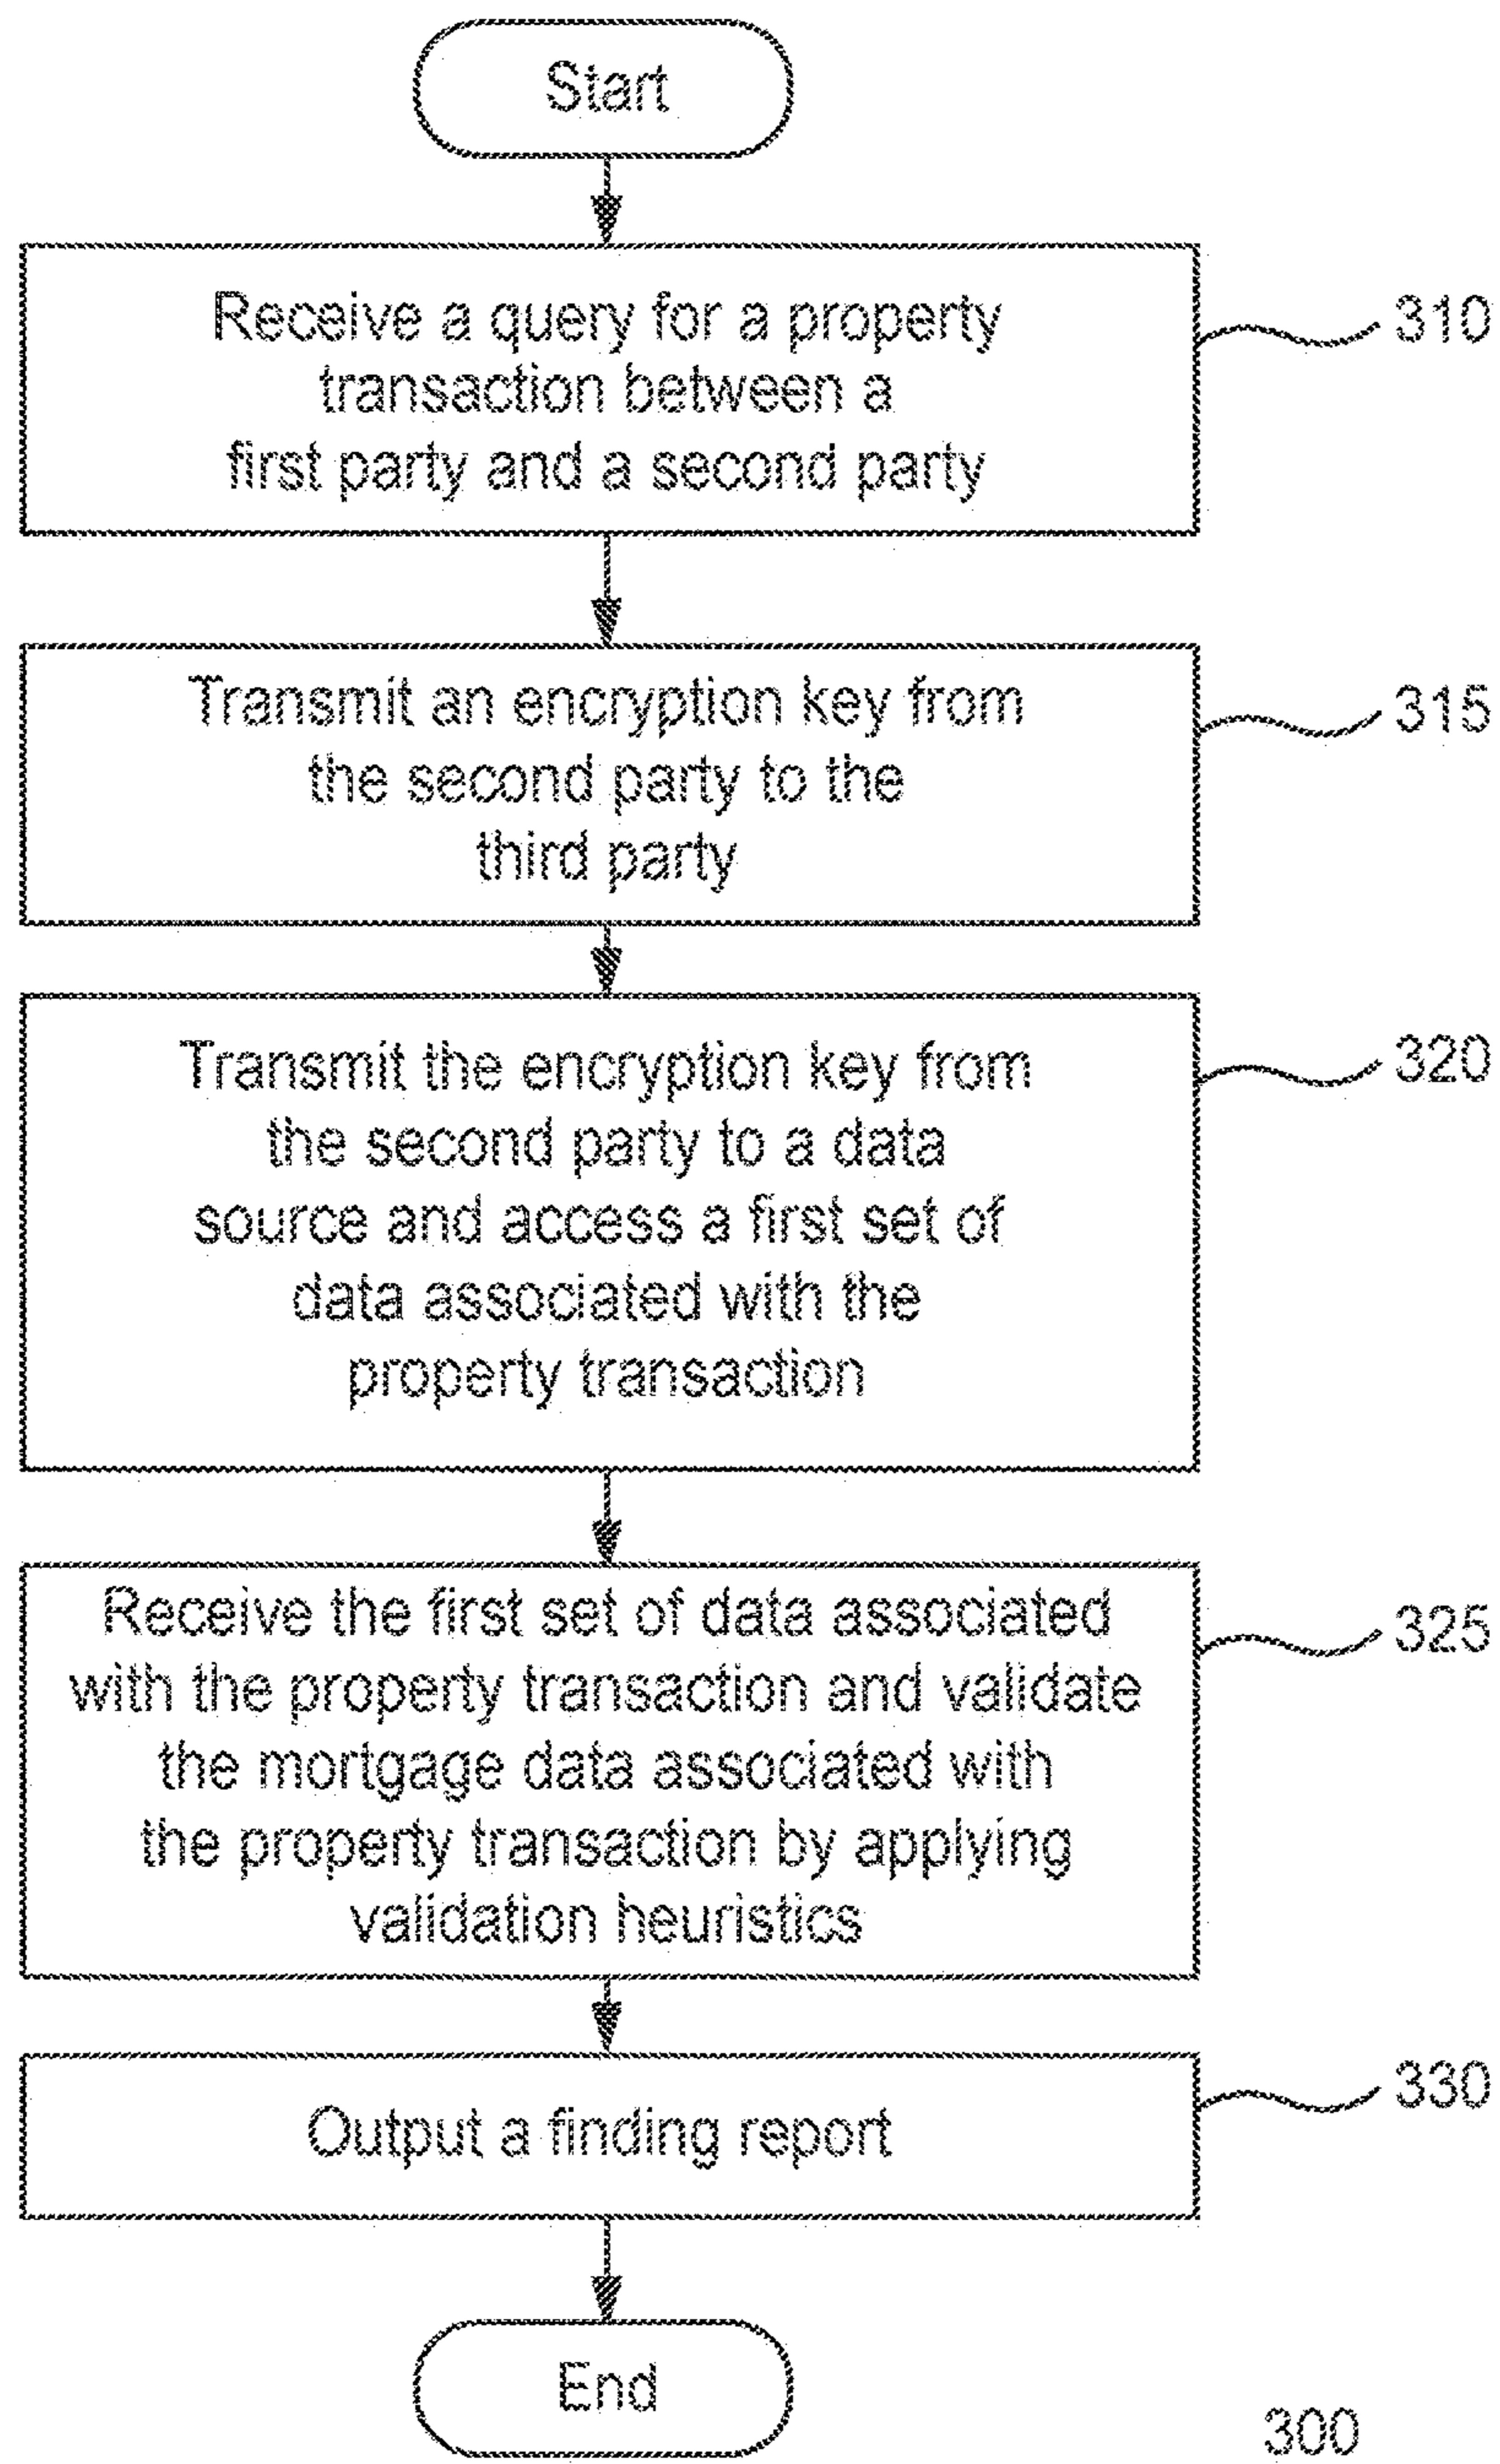 Start
Receive a query for a property
transaction between a
first party and a second party
310
Transmit an encryption key from
the second party to the
third party
315
Transmit the encryption key from
the second party to a data
source and access a first set of
data associated with the
property transaction
320
Receive the first set of data associated
with the property transaction and validate
the mortgage data associated with
the property transaction by applying
validation heuristics
325
Output a finding report
330
End
300